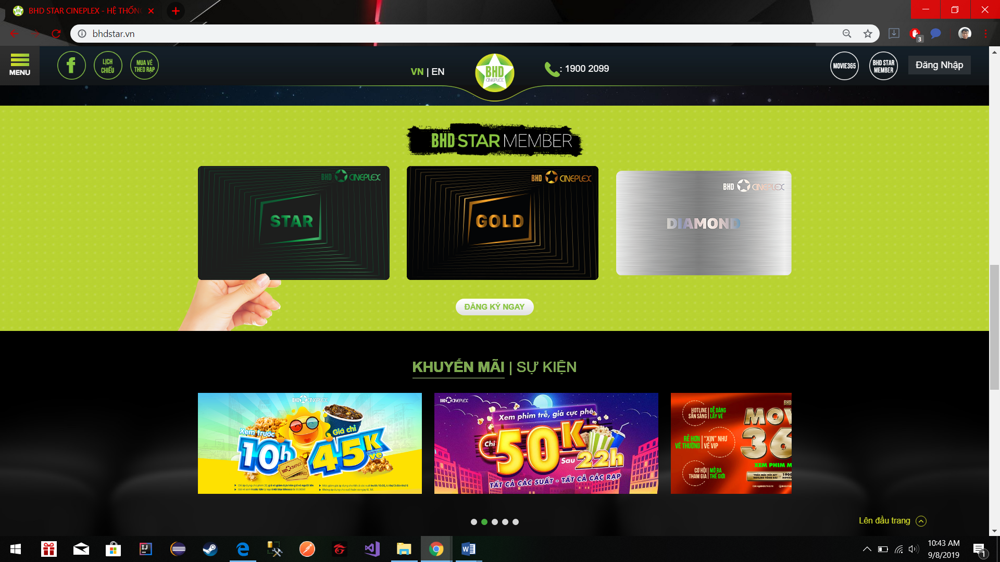 BHD STAR CINEPLEX - HỆ THỐN
bhdstar.vn
3
MENU
f
LỊCH CHIẾU
MUA VÉ THEO RẠP
VN | EN
BHD CINEPLEX
: 1900 2099
MOVIE365
BHD STAR MEMBER
Đăng Nhập
BHD STAR MEMBER
BHD CINEPLEX
STAR
BHD CINEPLEX
GOLD
BHD CINEPLEX
DIAMOND
ĐĂNG KÝ NGAY
KHUYẾN MÃI | SỰ KIỆN
BHD CINEPLEX
Xem trước
10h
Giá chỉ
45K
vé
BHD CINEPLEX
Xem phim trễ, giá cực phê
Chỉ 50K
Sau 22h
TẤT CẢ CÁC SUẤT - TẤT CẢ CÁC RẠP
HOTLINE SẴN SÀNG | DỄ DÀNG LẤY VÉ
RẺ HƠN VÉ THƯỜNG | "XỊN" NHƯ VÉ VIP
CƠ HỘI THAM GIA | MỞ RA THẾ GIỚI
BHD
MOV
36
XEM PHIM M
Lên đầu trang
10:43 AM
9/8/2019
1